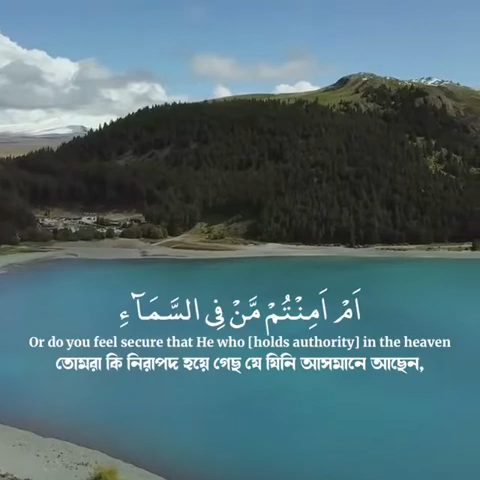 اَمْ اَمِنْتُمْ مَّنْ فِی السَّمَآءِ
Or do you feel secure that He who [holds authority] in the heaven
তোমরা কি নিরাপদ হয়ে গেছ যে যিনি আসমানে আছেন,